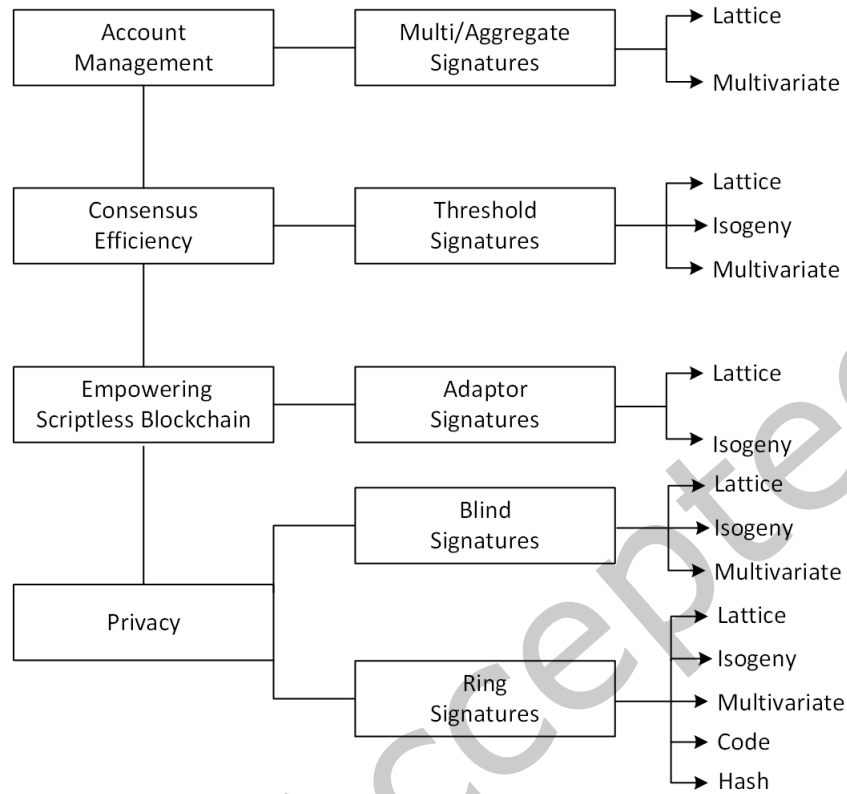 Account
Management
Multi/Aggregate
Signatures
Lattice
Multivariate
Consensus
Efficiency
Threshold
Signatures
Lattice
Isogeny
Multivariate
Empowering
Scriptless Blockchain
Adaptor
Signatures
Lattice
Isogeny
Blind
Signatures
Lattice
Isogeny
Multivariate
Privacy
Ring
Signatures
Lattice
Isogeny
Multivariate
Code
Hash